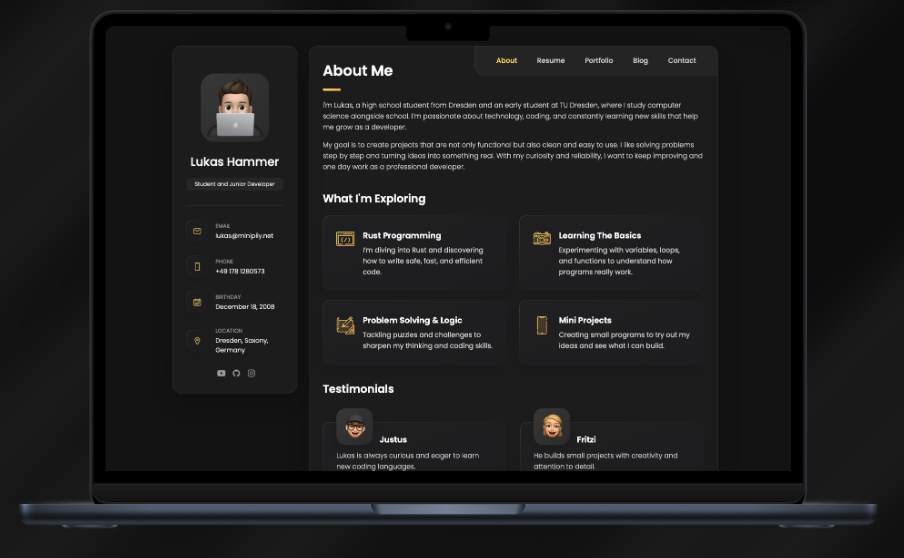 About
Resume
Portfolio
Blog
Contact
Lukas Hammer
Student and Junior Developer
EMAIL
lukas@minipliy.net
PHONE
+49 178 1280573
BIRTHDAY
December 18, 2008
LOCATION
Dresden, Saxony,
Germany
About Me
I'm Lukas, a high school student from Dresden and an early student at TU Dresden, where I study computer
science alongside school. I'm passionate about technology, coding, and constantly learning new skills that help
me grow as a developer.
My goal is to create projects that are not only functional but also clean and easy to use. I like solving problems
step by step and turning ideas into something real. With my curiosity and reliability, I want to keep improving and
one day work as a professional developer.
What I'm Exploring
Rust Programming
I'm diving into Rust and discovering
how to write safe, fast, and efficient
code.
Learning The Basics
Experimenting with variables, loops,
and functions to understand how
programs really work.
Problem Solving & Logic
Tackling puzzles and challenges to
sharpen my thinking and coding skills.
Mini Projects
Creating small programs to try out my
ideas and see what I can build.
Testimonials
Justus
Lukas is always curious and eager to learn
new coding languages.
Fritzi
He builds small projects with creativity and
attention to detail.